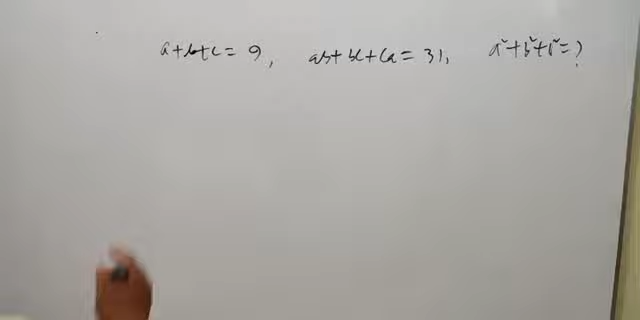 a+b+c = 9, ab+bc+ca = 31, a²+b²+c² = ?